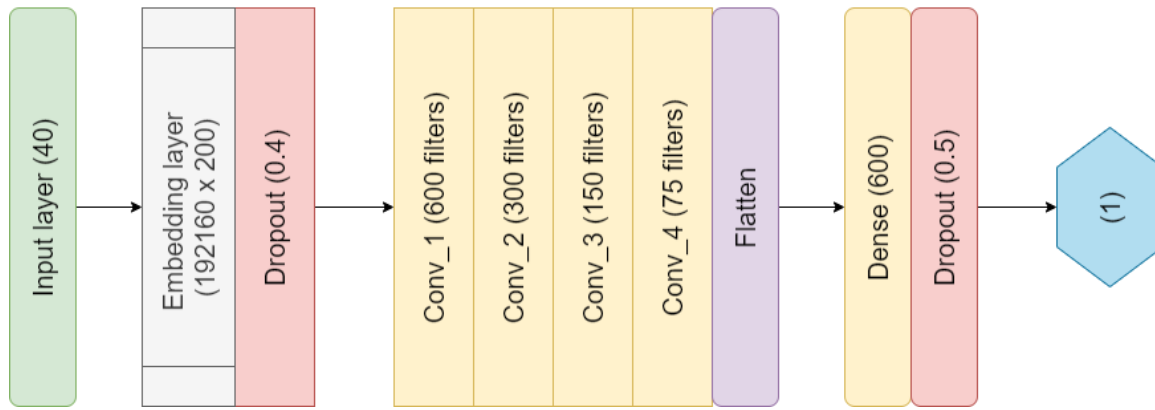 Input layer (40)
Embedding layer
(192160 x 200)
Dropout (0.4)
Conv_1 (600 filters)
Conv_2 (300 filters)
Conv_3 (150 filters)
Conv_4 (75 filters)
Flatten
Dense (600)
Dropout (0.5)
(1)